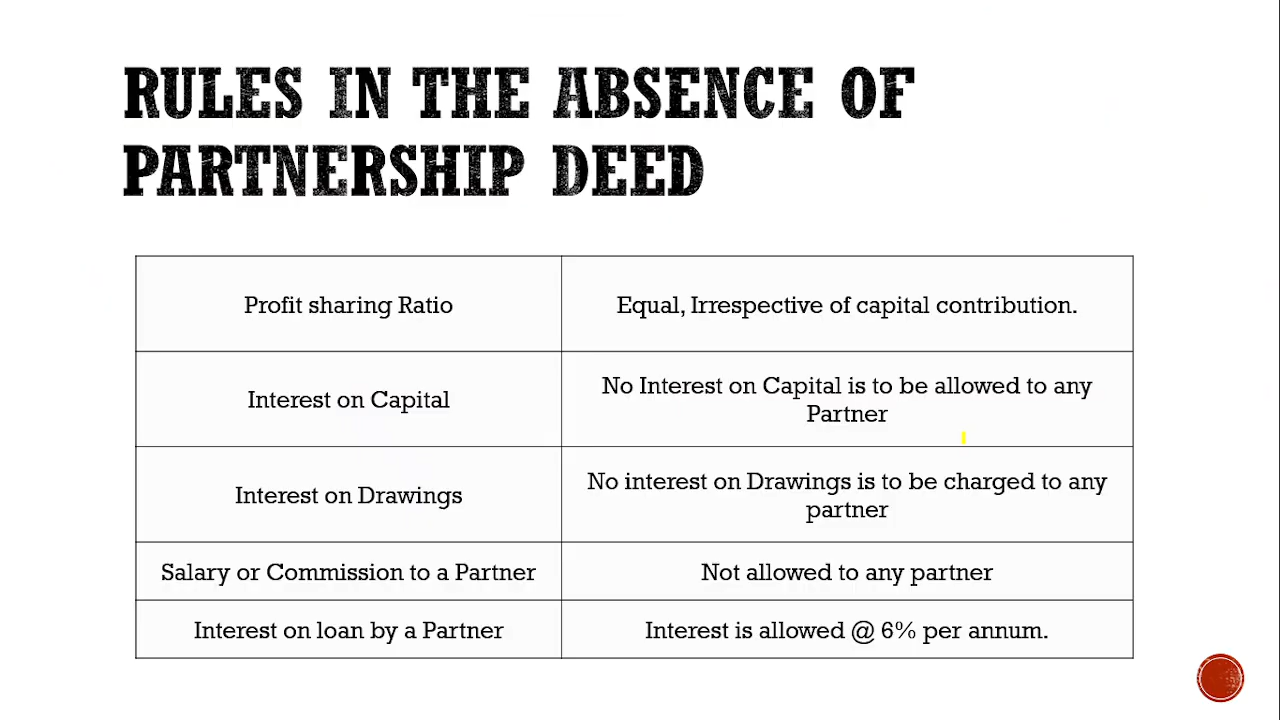 RULES IN THE ABSENCE OF
PARTNERSHIP DEED
Profit sharing Ratio
Equal, Irrespective of capital contribution.
Interest on Capital
No Interest on Capital is to be allowed to any
Partner
Interest on Drawings
No interest on Drawings is to be charged to any
partner
Salary or Commission to a Partner
Not allowed to any partner
Interest on loan by a Partner
Interest is allowed @ 6% per annum.